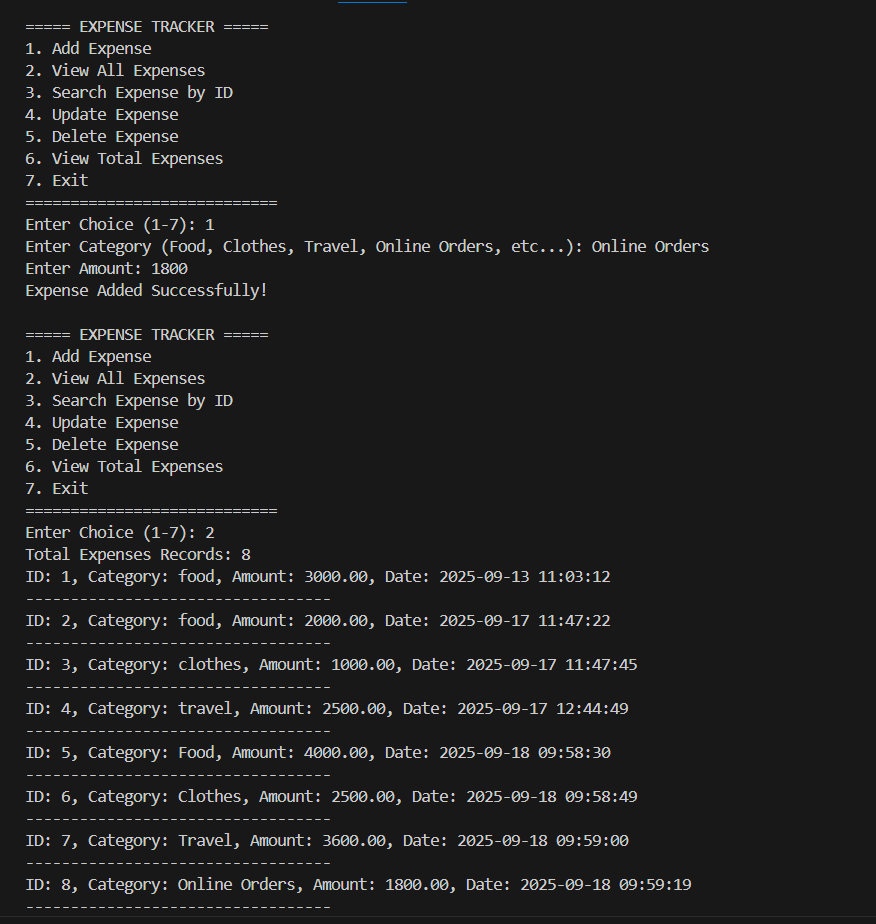 ===== EXPENSE TRACKER =====
1. Add Expense
2. View All Expenses
3. Search Expense by ID
4. Update Expense
5. Delete Expense
6. View Total Expenses
7. Exit
============================
Enter Choice (1-7): 1
Enter Category (Food, Clothes, Travel, Online Orders, etc...): Online Orders
Enter Amount: 1800
Expense Added Successfully!

===== EXPENSE TRACKER =====
1. Add Expense
2. View All Expenses
3. Search Expense by ID
4. Update Expense
5. Delete Expense
6. View Total Expenses
7. Exit
============================
Enter Choice (1-7): 2
Total Expenses Records: 8
ID: 1, Category: food, Amount: 3000.00, Date: 2025-09-13 11:03:12
----------------------------------
ID: 2, Category: food, Amount: 2000.00, Date: 2025-09-17 11:47:22
----------------------------------
ID: 3, Category: clothes, Amount: 1000.00, Date: 2025-09-17 11:47:45
----------------------------------
ID: 4, Category: travel, Amount: 2500.00, Date: 2025-09-17 12:44:49
----------------------------------
ID: 5, Category: Food, Amount: 4000.00, Date: 2025-09-18 09:58:30
----------------------------------
ID: 6, Category: Clothes, Amount: 2500.00, Date: 2025-09-18 09:58:49
----------------------------------
ID: 7, Category: Travel, Amount: 3600.00, Date: 2025-09-18 09:59:00
----------------------------------
ID: 8, Category: Online Orders, Amount: 1800.00, Date: 2025-09-18 09:59:19
----------------------------------